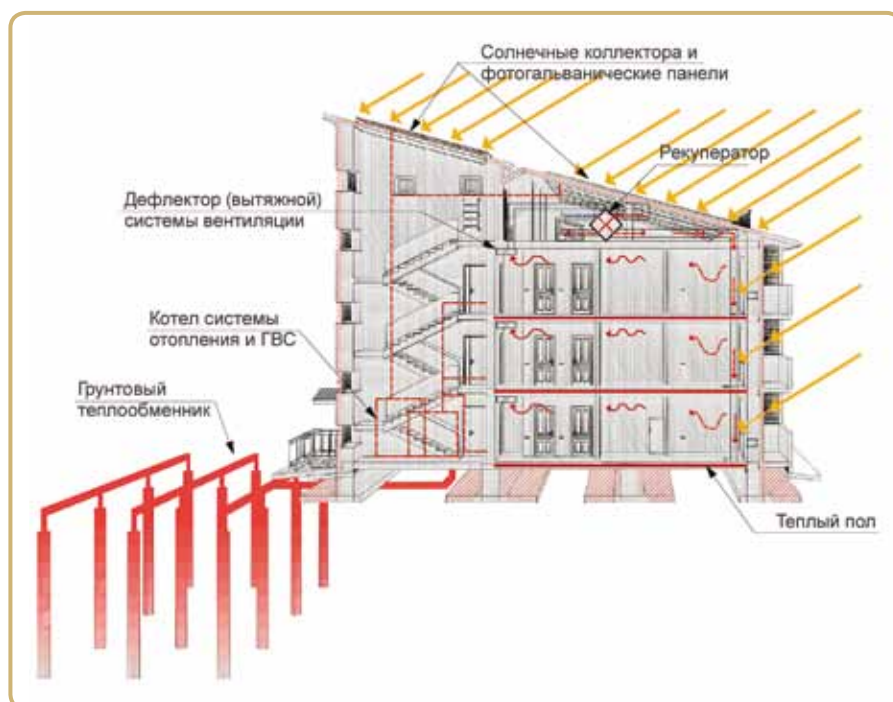 Солнечные коллектора и
фотогальванические панели
Рекуператор
Дефлектор (вытяжной)
системы вентиляции
Котел системы
отопления и ГВС
Грунтовый
теплообменник
Теплый пол